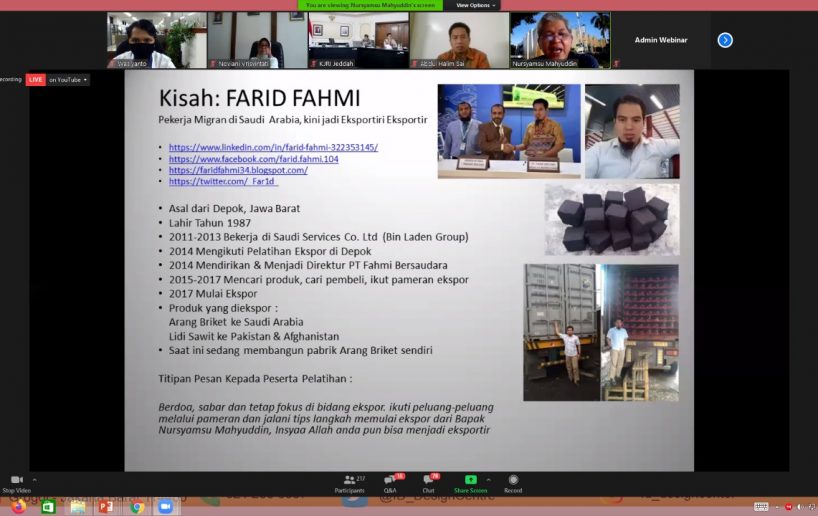 You are viewing Nursyamsu Mahyuddin's screen
View Options
Wasiyanto
Noviani Vrisvintati
KJRI Jeddah
Abdul Halim Sai
Nursyamsu Mahyuddin
Admin Webinar
ecording
LIVE
on YouTube
Kisah: FARID FAHMI
Pekerja Migran di Saudi Arabia, kini jadi Eksportiri Eksportir
• https://www.linkedin.com/in/farid-fahmi-322353145/
• https://www.facebook.com/farid.fahmi.104
• https://faridfahmi34.blogspot.com/
• https://twitter.com/_Far1d_
• Asal dari Depok, Jawa Barat
• Lahir Tahun 1987
• 2011-2013 Bekerja di Saudi Services Co. Ltd (Bin Laden Group)
• 2014 Mengikuti Pelatihan Ekspor di Depok
• 2014 Mendirikan & Menjadi Direktur PT Fahmi Bersaudara
• 2015-2017 Mencari produk, cari pembeli, ikut pameran ekspor
• 2017 Mulai Ekspor
• Produk yang diekspor :
Arang Briket ke Saudi Arabia
Lidi Sawit ke Pakistan & Afghanistan
• Saat ini sedang membangun pabrik Arang Briket sendiri
Titipan Pesan Kepada Peserta Pelatihan :
Berdoa, sabar dan tetap fokus di bidang ekspor. ikuti peluang-peluang
melalui pameran dan jalani tips langkah memulai ekspor dari Bapak
Nursyamsu Mahyuddin, Insyaa Allah anda pun bisa menjadi eksportir
Stop Video
217
Participants
Q&A
Chat
Share Screen
Record